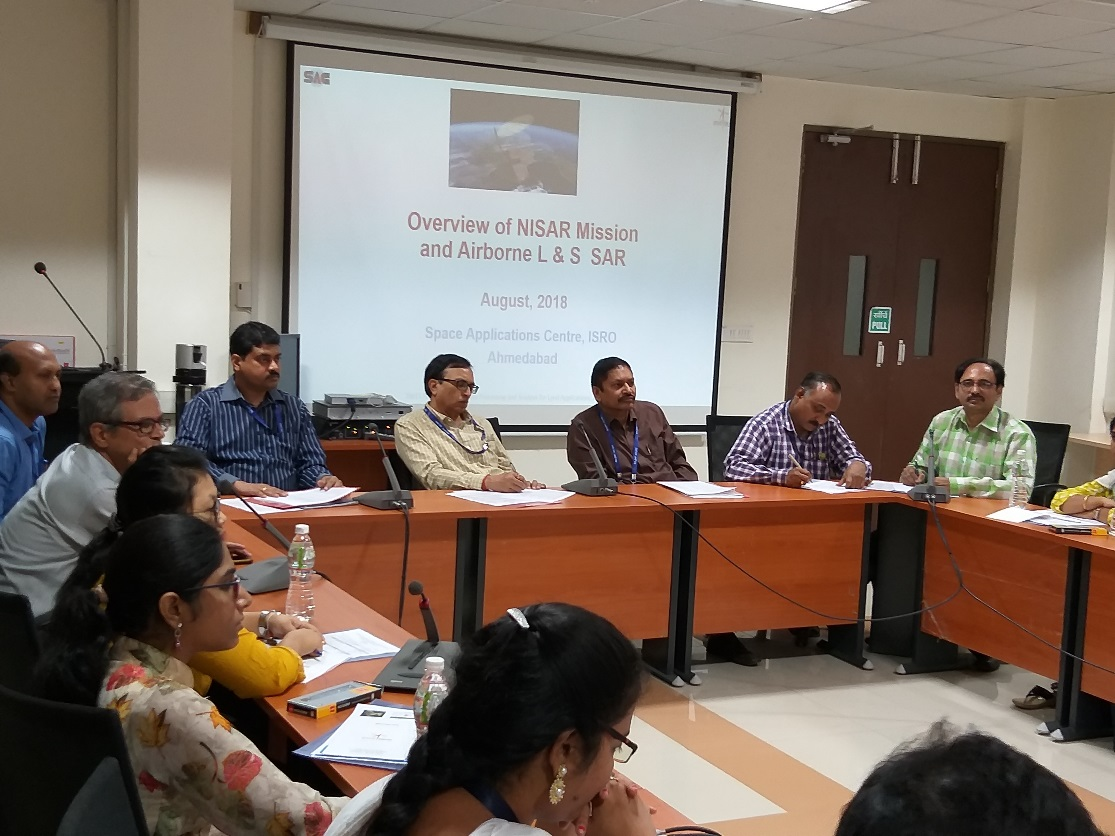 SAC
Overview of NISAR Mission
and Airborne L & S SAR
August, 2018
Space Applications Centre, ISRO
Ahmedabad
खींचें
PULL